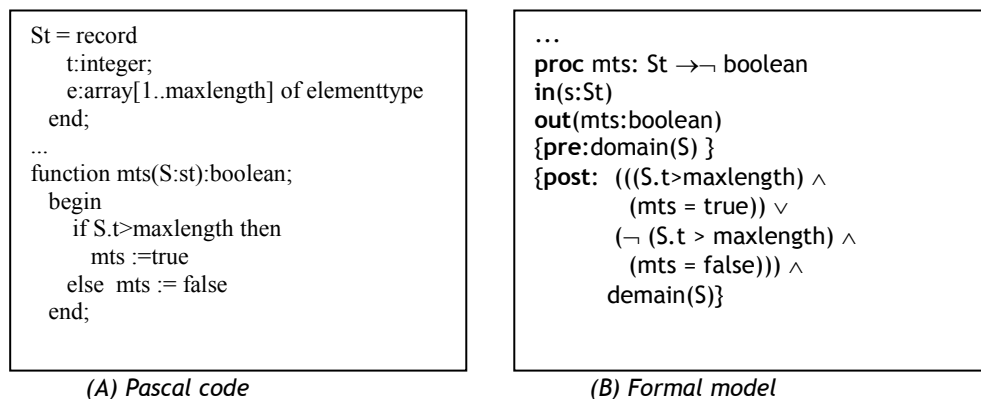 St = record
t:integer;
e:array[1..maxlength] of elementtype
end;
...
function mts(S:st):boolean;
begin
if S.t>maxlength then
mts :=true
else mts := false
end;
(A) Pascal code
...
proc mts: St →¬ boolean
in(s:St)
out(mts:boolean)
{pre:domain(S) }
{post: (((S.t>maxlength) ∧
(mts = true)) ∨
(¬ (S.t > maxlength) ∧
(mts = false))) ∧
demain(S)}
(B) Formal model